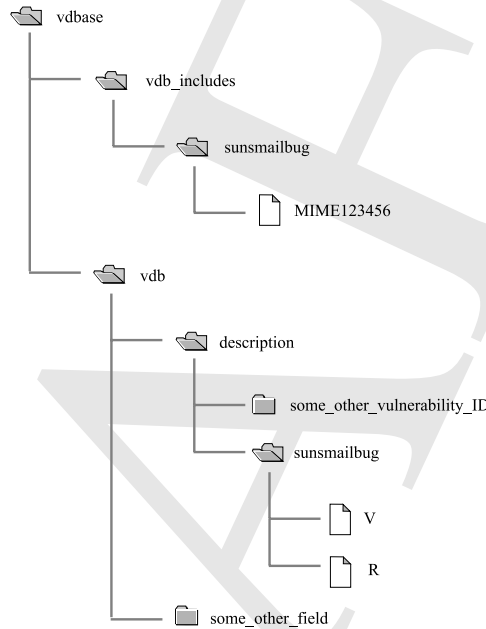 vdbase
vdb_includes
sunsmailbug
MIME123456
vdb
description
some_other_vulnerability_ID
sunsmailbug
V
R
some_other_field